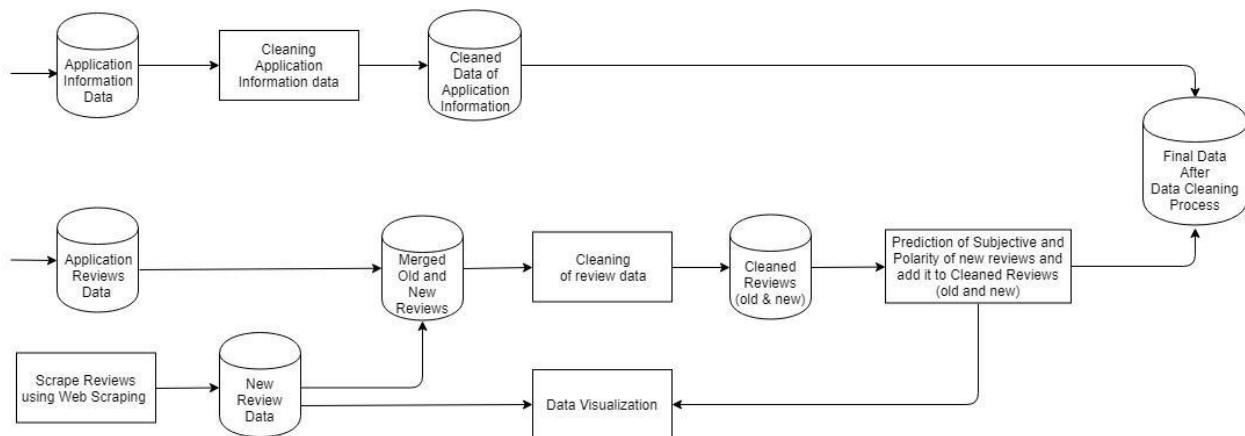 Application
Information
Data
Cleaning
Application
Information data
Cleaned
Data of
Application
Information
Final Data
After
Data Cleaning
Process
Application
Reviews
Data
Merged
Old and
New
Reviews
Cleaning
of review data
Cleaned
Reviews
(old & new)
Prediction of Subjective and
Polarity of new reviews and
add it to Cleaned Reviews
(old and new)
Scrape Reviews
using Web Scraping
New
Review
Data
Data Visualization